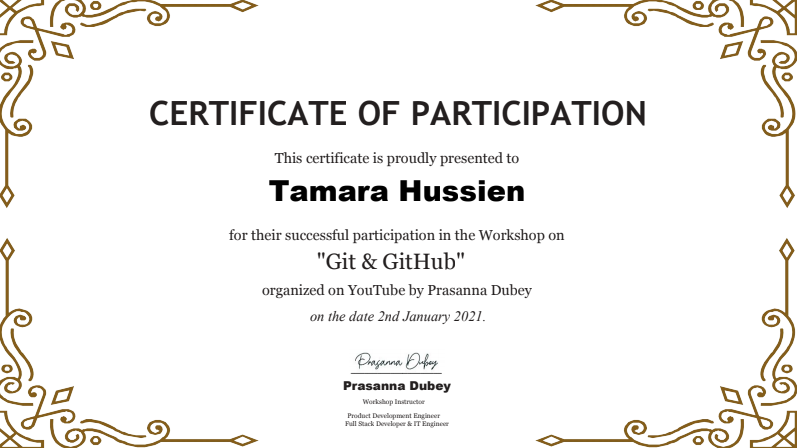 CERTIFICATE OF PARTICIPATION
This certificate is proudly presented to
Tamara Hussien
for their successful participation in the Workshop on
"Git & GitHub"
organized on YouTube by Prasanna Dubey
on the date 2nd January 2021.
Prasanna Dubey
Prasanna Dubey
Workshop Instructor
Product Development Engineer
Full Stack Developer & IT Engineer